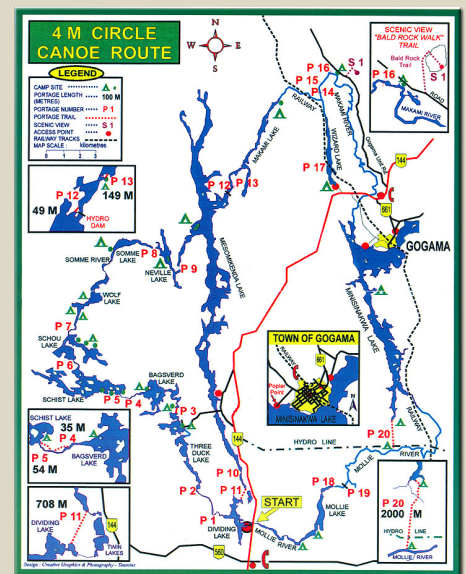 4 M CIRCLE
CANOE ROUTE
LEGEND
CAMP SITE
PORTAGE LENGTH 100 M
(METRES)
PORTAGE NUMBER P 1
PORTAGE TRAIL
SCENIC VIEW S 1
ACCESS POINT
RAILWAY TRACKS
MAP SCALE : kilometres
0 1 2 3
N
W E
S
SCENIC VIEW
"BALD ROCK WALK"
TRAIL
Bald Rock
Trail
S 1
P 16
ROAD
MAKAMI RIVER
P 16
S 1
P 15
P 14
RAILWAY
MAKAMI RIVER
WIZARD LAKE
Gogama Unit Rd.
144
MAKAMI LAKE
P 17
P 12
P 13
661
GOGAMA
P 13
P 12
149 M
49 M
HYDRO
DAM
SOMME RIVER
SOMME
LAKE
P 8
NEVILLE
LAKE
P 9
MESOMIKENDA LAKE
MINISINAKWA LAKE
WOLF
LAKE
P 7
SCHOU
LAKE
P 6
SCHIST LAKE
P 5
P 4
BAGSVERD
LAKE
P 3
THREE
DUCK LAKE
TOWN OF GOGAMA
RAILWAY
661
Poplar
Point
N
MINISINAKWA LAKE
RAILWAY
P 20
144
HYDRO LINE
MOLLIE RIVER
SCHIST LAKE
35 M
P 4
P 5
54 M
BAGSVERD
LAKE
P 10
P 11
P 2
P 1
DIVIDING
LAKE
START
MOLLIE RIVER
P 18
P 19
MOLLIE
LAKE
P 20
2000 M
HYDRO LINE
MOLLIE RIVER
708 M
P 11
DIVIDING
LAKE
144
TWIN
LAKES
560
Design : Creative Graphics & Photography - Timmins